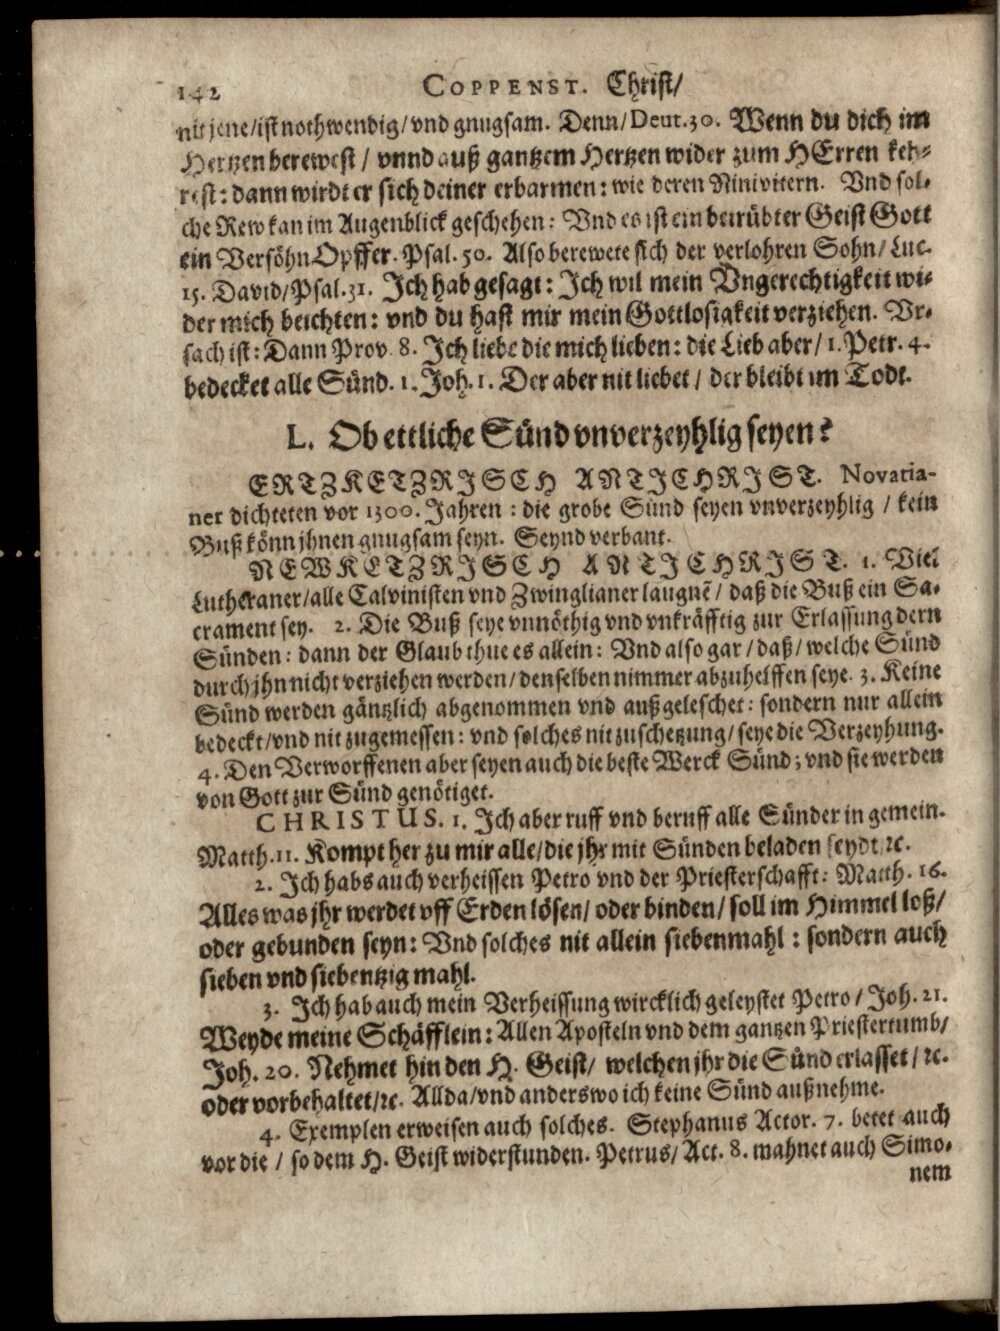 142 COPPENST. Christ/
nit jene/ist nothwendig/vnd gnugsam. Denn/Deut.30. Wenn du dich im
Hertzen berewest / vnnd auß gantzem Hertzen wider zum HErren keh-
rest: dann wirdt er sich deiner erbarmen: wie deren Ninivitern. Vnd sol-
che Rew kan im Augenblick geschehen: Vnd es ist ein betrübter Geist Gott
ein VersöhnOpffer. Psal. 50. Also berewete sich der verlohren Sohn/ Luc.
15. David/Psal.31. Ich hab gesagt: Ich wil mein Vngerechtigkeit wi-
der mich beichten: vnd du hast mir mein Gottlosigkeit verziehen. Vr-
sach ist: Dann Prov. 8. Ich liebe die mich lieben: die Lieb aber/ 1. Petr. 4.
bedecket alle Sünd. 1. Joh. 1. Der aber nit liebet / der bleibt im Todt.
L. Ob ettliche Sünd vnverzeyhlig seyen?
ERTZKETZRISCH ANTICHRIST. Novatia-
ner dichteten vor 1300. Jahren : die grobe Sünd seyen vnverzeyhlig / kein
Buß könn jhnen gnugsam seyn. Seynd verbant.
NEWKETZRISCH ANTICHRIST. 1. Viel
Lutheraner/alle Calvinisten vnd Zwinglianer laugnẽ / daß die Buß ein Sa-
crament sey. 2. Die Buß seye vnnöthig vnd vnkräfftig zur Erlassung dern
Sünden: dann der Glaub thue es allein: Vnd also gar / daß/ welche Sünd
durch jhn nicht verziehen werden/ denselben nimmer abzuhelffen seye. 3. Keine
Sünd werden gäntzlich abgenommen vnd außgeleschet: sondern nur allein
bedeckt/vnd nit zugemessen: vnd solches nit zuschetzung/ seye die Verzeyhung.
4. Den Verworffenen aber seyen auch die beste Werck Sünd; vnd sie werden
von Gott zur Sünd genötiget.
CHRISTUS. 1. Ich aber ruff vnd beruff alle Sünder in gemein.
Matth.11. Kompt her zu mir alle/die jhr mit Sünden beladen seydt ꝛc.
2. Ich habs auch verheissen Petro vnd der Priesterschafft: Matth. 16.
Alles was jhr werdet vff Erden lösen/ oder binden/ soll im Himmel loß/
oder gebunden seyn: Vnd solches nit allein siebenmahl : sondern auch
sieben vnd siebentzig mahl.
3. Ich hab auch mein Verheissung wircklich geleystet Petro / Joh. 21.
Weyde meine Schäfflein: Allen Aposteln vnd dem gantzen Priestertumb/
Joh. 20. Nehmet hin den H. Geist/ welchen jhr die Sünd erlasset / ꝛc.
oder vorbehaltet/ꝛc. Allda/vnd anderswo ich keine Sünd außnehme.
4. Exemplen erweisen auch solches. Stephanus Actor. 7. betet auch
vor die / so dem H. Geist widerstunden. Petrus/ Act. 8. mahnet auch Simo-
nem